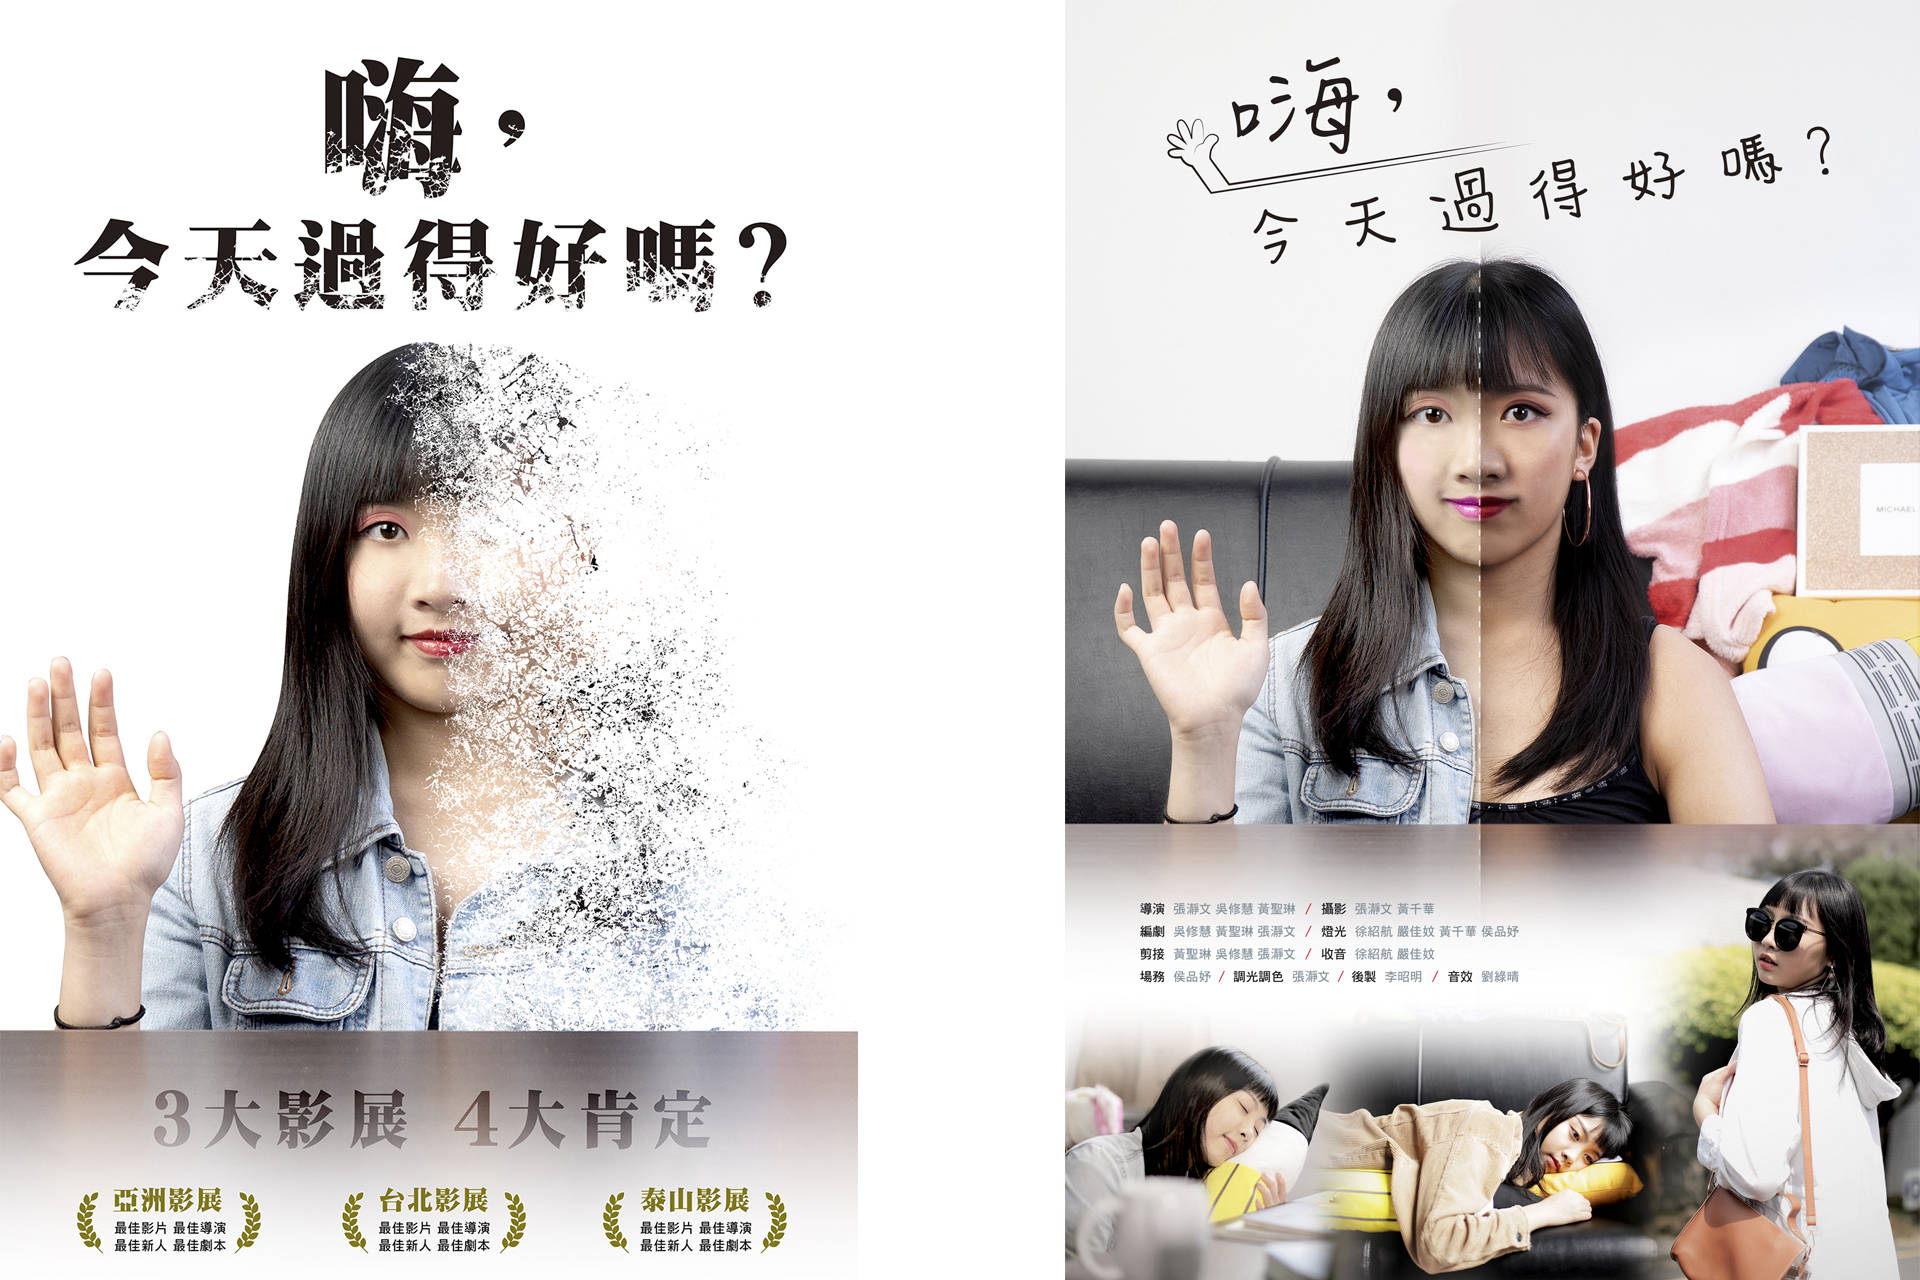 嗨，
今天過得好嗎？
3大影展 4大肯定
亞洲影展
最佳影片 最佳導演
最佳新人 最佳劇本
台北影展
最佳影片 最佳導演
最佳新人 最佳劇本
泰山影展
最佳影片 最佳導演
最佳新人 最佳劇本
嗨，
今天過得好嗎？
MICHAEL
導演 張瀞文 吳修慧 黃聖琳 / 攝影 張瀞文 黃千華
編劇 吳修慧 黃聖琳 張瀞文 / 燈光 徐紹航 嚴佳妏 黃千華 侯品妤
剪接 黃聖琳 吳修慧 張瀞文 / 收音 徐紹航 嚴佳妏
場務 侯品妤 / 調光調色 張瀞文 / 後製 李昭明 / 音效 劉綠晴